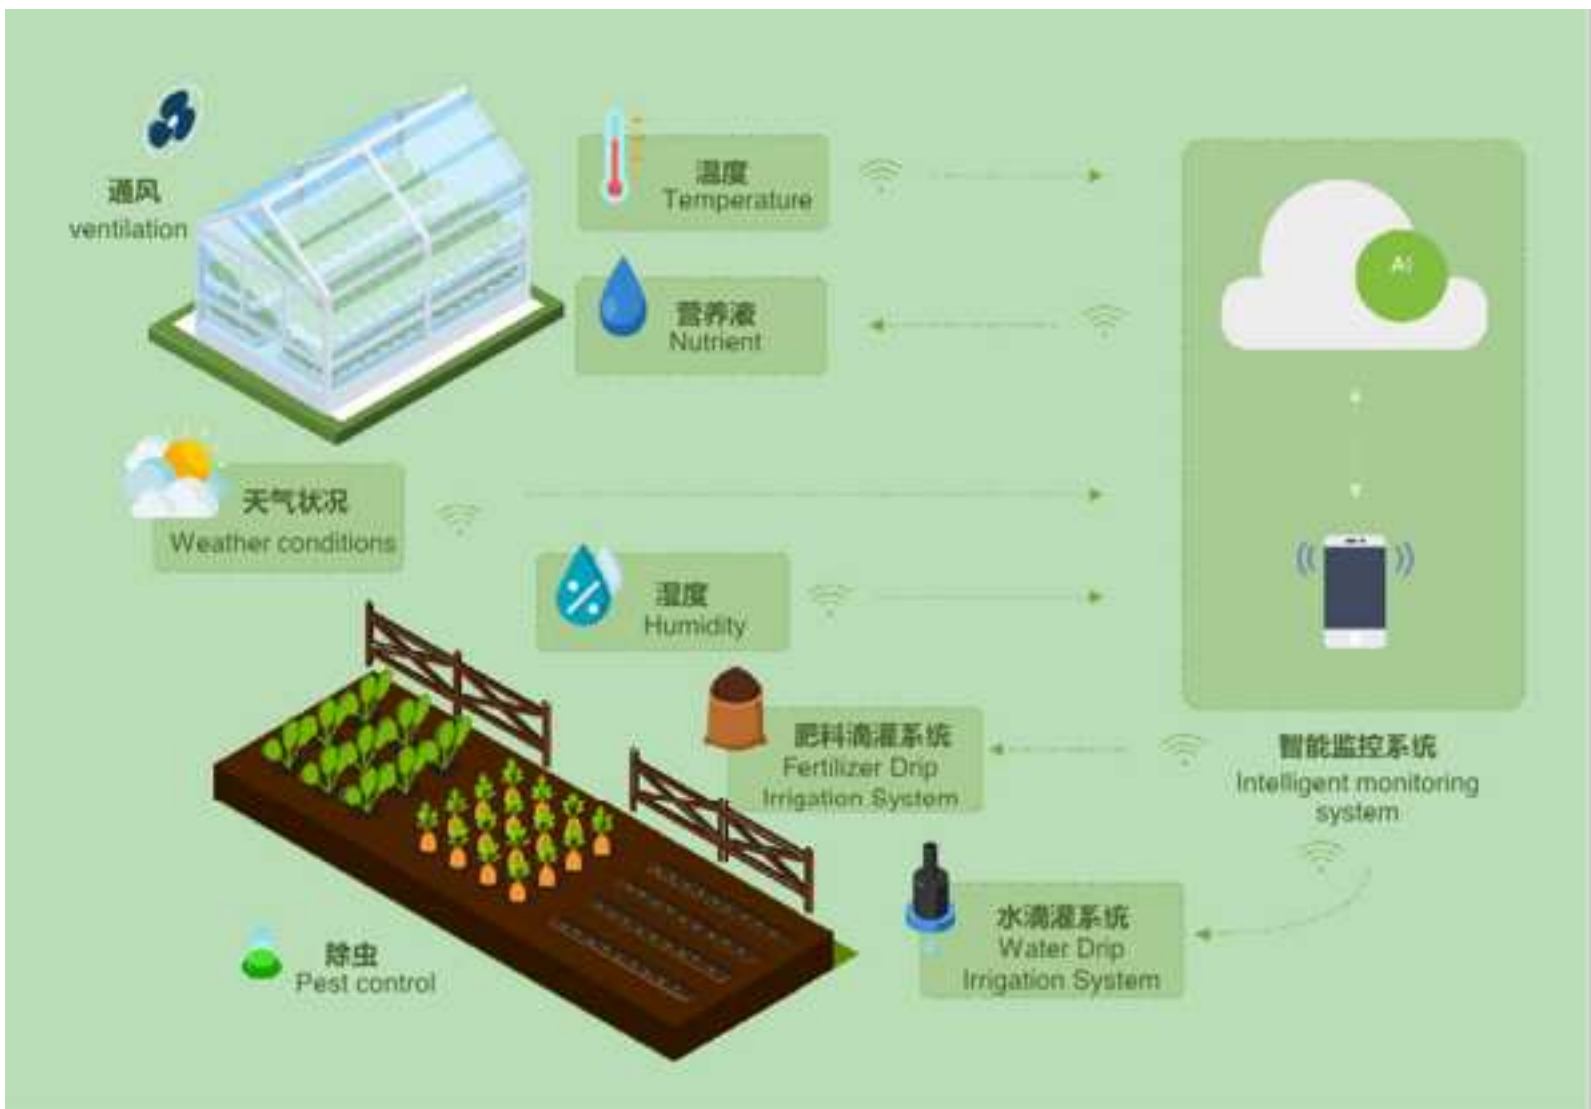 通风
ventilation
温度
Temperature
营养液
Nutrient
AI
天气状况
Weather conditions
湿度
Humidity
肥料滴灌系统
Fertilizer Drip
Irrigation System
智能监控系统
Intelligent monitoring
system
水滴灌系统
Water Drip
Irrigation System
除虫
Pest control